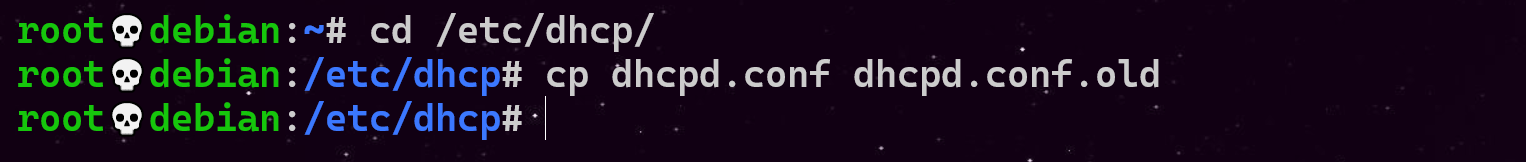 root💀debian:~# cd /etc/dhcp/
root💀debian:/etc/dhcp# cp dhcpd.conf dhcpd.conf.old
root💀debian:/etc/dhcp#